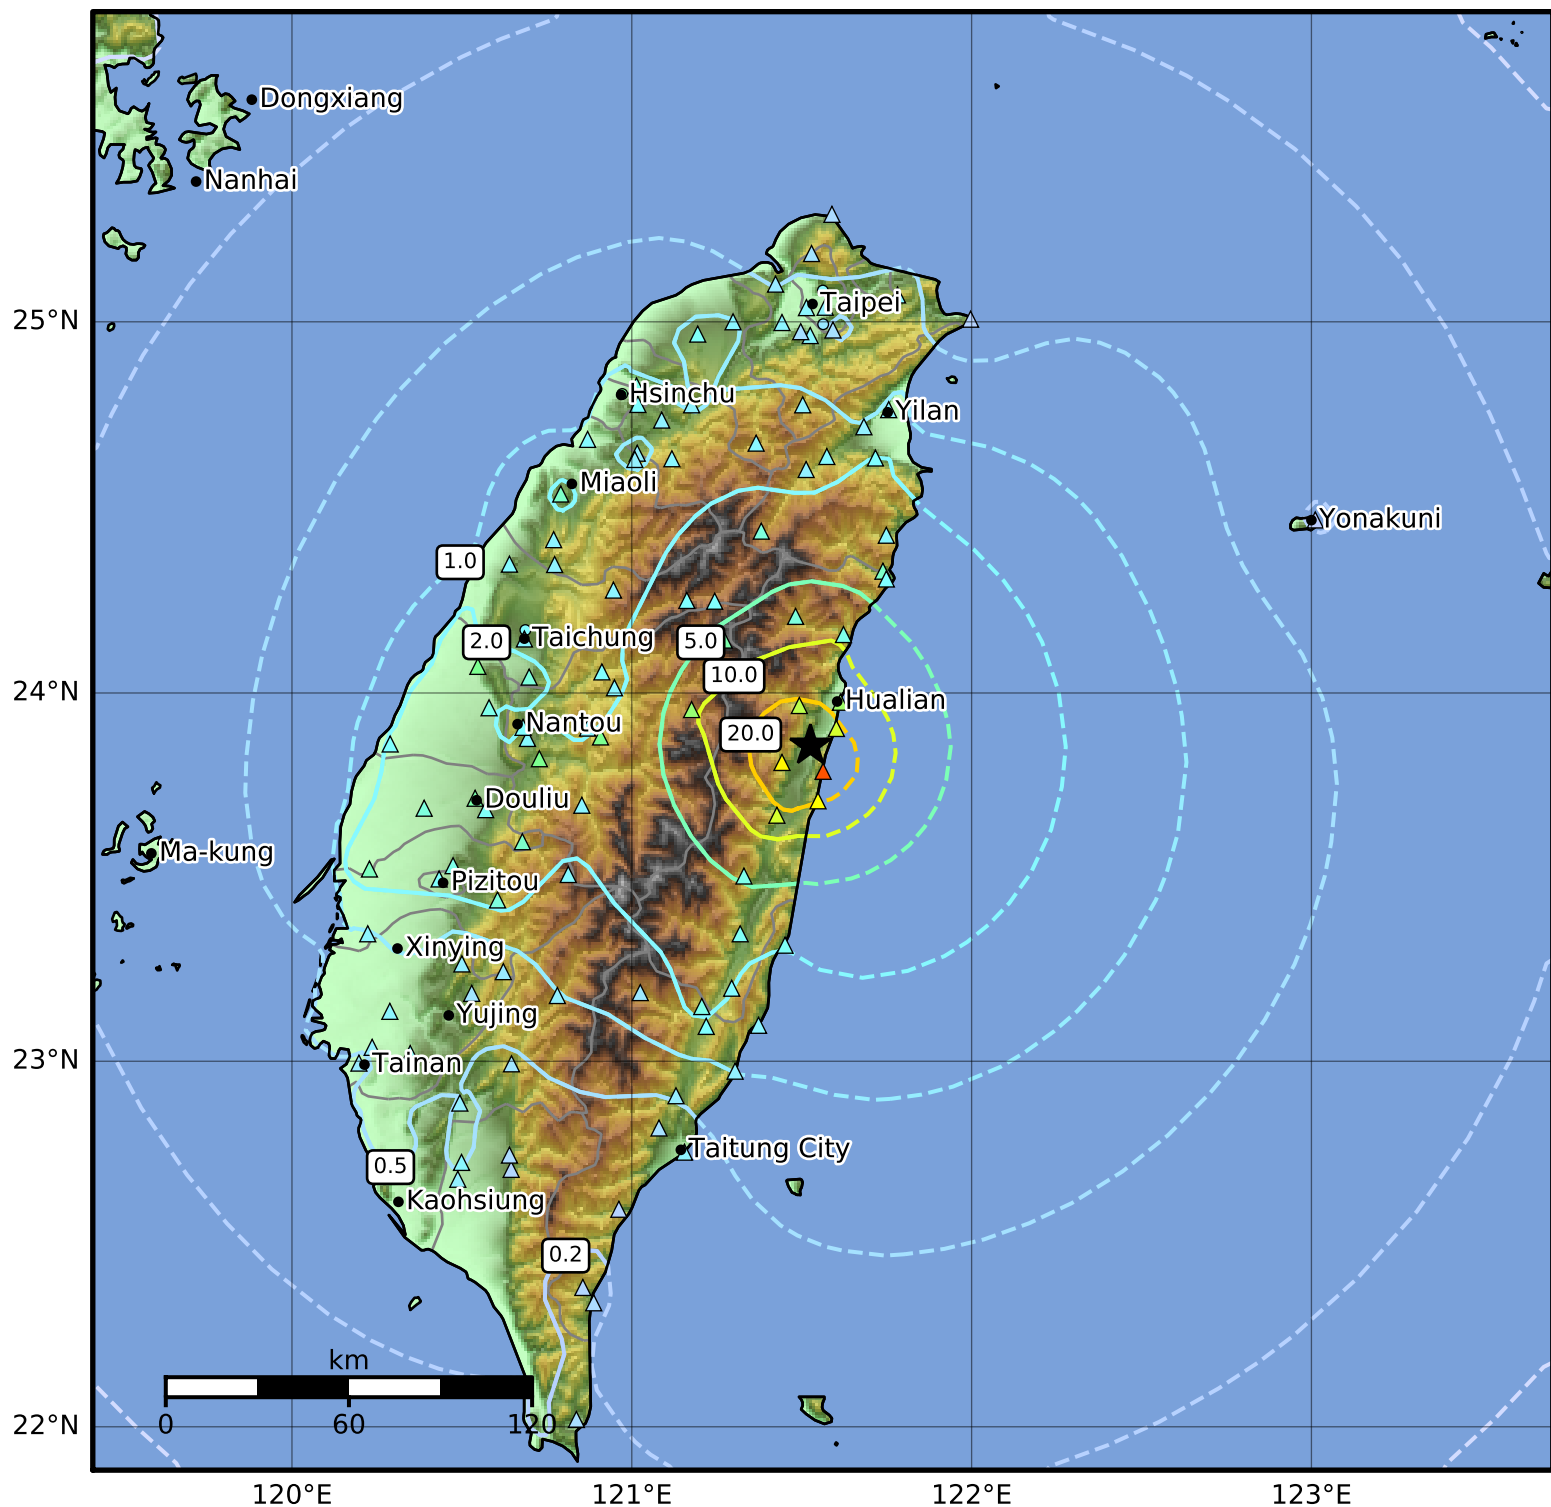 Dongxiang
Nanhai
Taipei
25°N
Hsinchu
Yilan
Miaoli
Yonakuni
1.0
Taichung
2.0
5.0
10.0
24°N
Hualian
Nantou
20.0
Douliu
Ma-kung
Pizitou
Xinying
Yujing
23°N
Tainan
Taitung City
0.5
Kaohsiung
0.2
km
0 60 120
22°N
120°E 121°E 122°E 123°E